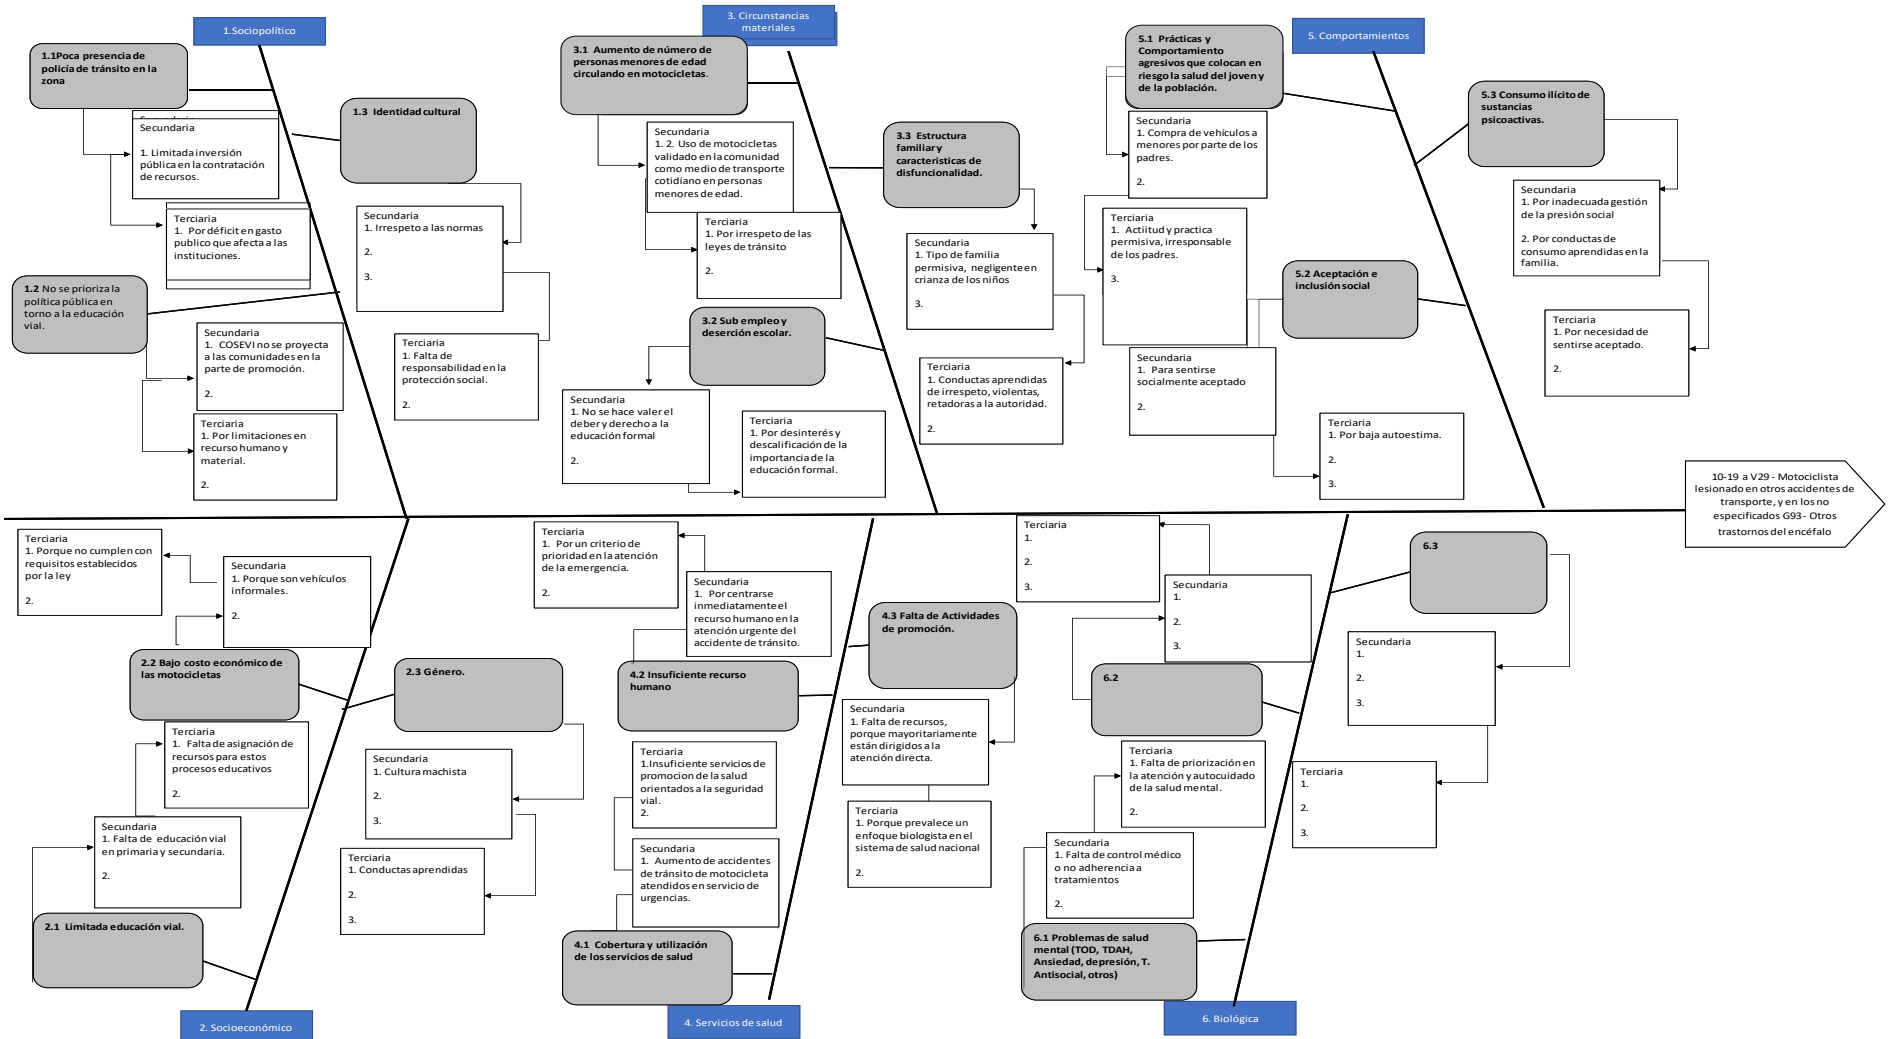 1.Sociopolítico
1.1Poca presencia de
policía de tránsito en la
zona
Secundaria
1. Limitada inversión
pública en la contratación
de recursos.
Terciaria
1. Por déficit en gasto
publico que afecta a las
instituciones.
1.3 Identidad cultural
Secundaria
1. Irrespeto a las normas
2.
3.
Terciaria
1. Falta de
responsabilidad en la
protección social.
2.
1.2 No se prioriza la
política pública en
torno a la educación
vial.
Secundaria
1. COSEVI no se proyecta
a las comunidades en la
parte de promoción.
2.
Terciaria
1. Por limitaciones en
recurso humano y
material.
2.
3. Circunstancias
materiales
3.1 Aumento de número de
personas menores de edad
circulando en motocicletas.
Secundaria
1. 2. Uso de motocicletas
validado en la comunidad
como medio de transporte
cotidiano en personas
menores de edad.
Terciaria
1. Por irrespeto de las
leyes de tránsito
2.
3.3 Estructura
familiar y
caracteristicas de
disfuncionalidad.
Secundaria
1. Tipo de familia
permisiva, negligente en
crianza de los niños
3.
Terciaria
1. Conductas aprendidas
de irrespeto, violentas,
retadoras a la autoridad.
2.
3.2 Sub empleo y
deserción escolar.
Secundaria
1. No se hace valer el
deber y derecho a la
educación formal
2.
Terciaria
1. Por desinterés y
descalificación de la
importancia de la
educación formal.
5. Comportamientos
5.1 Prácticas y
Comportamiento
agresivos que colocan en
riesgo la salud del joven y
de la población.
Secundaria
1. Compra de vehículos a
menores por parte de los
padres.
2.
Terciaria
1. Actiitud y practica
permisiva, irresponsable
de los padres.
3.
5.3 Consumo ilícito de
sustancias
psicoactivas.
Secundaria
1. Por inadecuada gestión
de la presión social
2. Por conductas de
consumo aprendidas en la
familia.
Terciaria
1. Por necesidad de
sentirse aceptado.
2.
5.2 Aceptación e
inclusión social
Secundaria
1. Para sentirse
socialmente aceptado
2.
Terciaria
1. Por baja autoestima.
2.
3.
10-19 a V29 - Motociclista
lesionado en otros accidentes de
transporte, y en los no
especificados G93 - Otros
trastornos del encéfalo
Terciaria
1. Porque no cumplen con
requisitos establecidos
por la ley
2.
Secundaria
1. Porque son vehículos
informales.
2.
2.2 Bajo costo económico de
las motocicletas
2.3 Género.
Secundaria
1. Cultura machista
2.
3.
Terciaria
1. Conductas aprendidas
2.
3.
Terciaria
1. Falta de asignación de
recursos para estos
procesos educativos
2.
Secundaria
1. Falta de educación vial
en primaria y secundaria.
2.
2.1 Limitada educación vial.
2. Socioeconómico
Terciaria
1. Por un criterio de
prioridad en la atención
de la emergencia.
2.
Secundaria
1. Por centrarse
inmediatamente el
recurso humano en la
atención urgente del
accidente de tránsito.
4.2 Insuficiente recurso
humano
4.3 Falta de Actividades
de promoción.
Secundaria
1. Falta de recursos,
porque mayoritariamente
están dirigidos a la
atención directa.
Terciaria
1. Porque prevalece un
enfoque biologista en el
sistema de salud nacional
2.
Terciaria
1.Insuficiente servicios de
promocion de la salud
orientados a la seguridad
vial.
2.
Secundaria
1. Aumento de accidentes
de tránsito de motocicleta
atendidos en servicio de
urgencias.
4.1 Cobertura y utilización
de los servicios de salud
4. Servicios de salud
Terciaria
1.
2.
3.
Secundaria
1.
2.
3.
6.2
6.3
Secundaria
1.
2.
3.
Terciaria
1.
2.
3.
Terciaria
1. Falta de priorización en
la atención y autocuidado
de la salud mental.
2.
Secundaria
1. Falta de control médico
o no adherencia a
tratamientos
2.
6.1 Problemas de salud
mental (TOD, TDAH,
Ansiedad, depresión, T.
Antisocial, otros)
6. Biológica